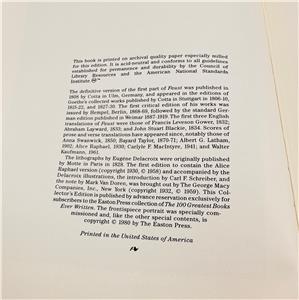 This book is printed on archival quality paper especially milled
for this edition. It is acid-neutral and conforms to all guidelines
established for permanence and durability by the Council of
Library Resources and the American National Standards
Institute.
The definitive version of the first part of Faust was published in
1808 by Cotta in Ulm, Germany, and appeared in the editions of
Goethe's collected works published by Cotta in Stuttgart in 1806-10,
1815-22, and 1827-30. The first critical edition of his works was
issued by Hempel, Berlin, 1868-69, followed by the standard Ger-
man edition published in Weimar 1887-1919. The first three English
translations of Faust were those of Francis Leveson Gower, 1832;
Abraham Hayward, 1833; and John Stuart Blackie, 1834. Scores of
prose and verse translations have appeared since, notably those of
Anna Swanwick, 1850; Bayard Taylor, 1870-71; Albert G. Latham,
1902; Alice Raphael, 1930; Carlyle F. MacIntyre, 1941; and Walter
Kaufmann, 1961.
The lithographs by Eugène Delacroix were originally published
by Motte in Paris in 1828. The first edition to contain the Alice
Raphael version (copyright 1930, © 1958) and accompanied by the
Delacroix illustrations, the introduction by Carl F. Schreiber, and
the note by Mark Van Doren, was brought out by The George Macy
Companies, Inc., New York (copyright 1932, © 1959). This Col-
lector's Edition is published by advance reservation exclusively for
subscribers to the Easton Press collection of The 100 Greatest Books
Ever Written. The frontispiece portrait was specially com-
missioned and, like the other special contents, is
copyright © 1980 by The Easton Press.
Printed in the United States of America